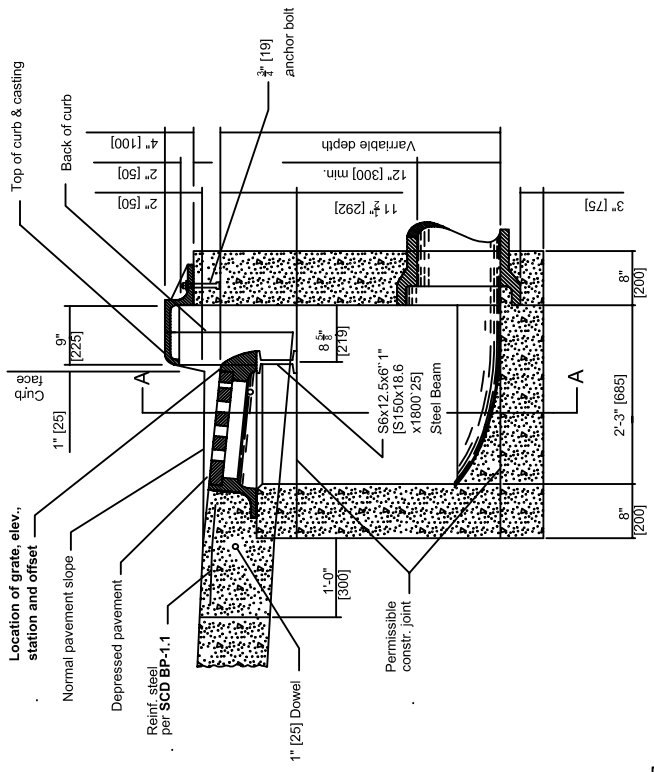 Top of curb & casting
Back of curb
¾" [19]
anchor bolt
4" [100]
2" [50]
2" [50]
Varriable depth
12" [300] min.
11 ½" [292]
3" [75]
9"
[225]
Curb
face
1" [25]
A
8 ⅝"
[219]
8"
[200]
S6x12.5x6'1"
[S150x18.6
x1800'25]
Steel Beam
A
2'-3" [685]
8"
[200]
Location of grate, elev.,
station and offset
Normal pavement slope
Depressed pavement
Reinf. steel
per SCD BP-1.1
1" [25] Dowel
1'-0"
[300]
Permissible
constr. joint